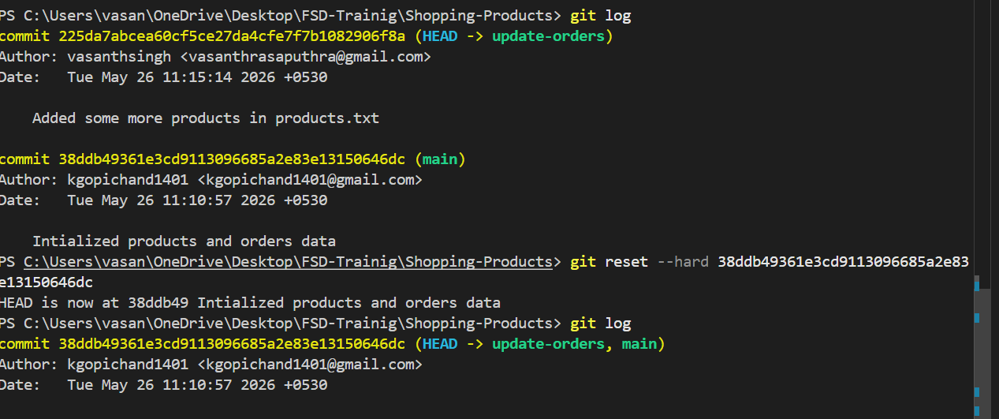 PS C:\Users\vasan\OneDrive\Desktop\FSD-Trainig\Shopping-Products> git log
commit 225da7abcea60cf5ce27da4cfe7f7b1082906f8a (HEAD -> update-orders)
Author: vasanthsingh <vasanthrasaputhra@gmail.com>
Date:   Tue May 26 11:15:14 2026 +0530
    Added some more products in products.txt
commit 38ddb49361e3cd9113096685a2e83e13150646dc (main)
Author: kgopichand1401 <kgopichand1401@gmail.com>
Date:   Tue May 26 11:10:57 2026 +0530
    Intialized products and orders data
PS C:\Users\vasan\OneDrive\Desktop\FSD-Trainig\Shopping-Products> git reset --hard 38ddb49361e3cd9113096685a2e83
e13150646dc
HEAD is now at 38ddb49 Intialized products and orders data
PS C:\Users\vasan\OneDrive\Desktop\FSD-Trainig\Shopping-Products> git log
commit 38ddb49361e3cd9113096685a2e83e13150646dc (HEAD -> update-orders, main)
Author: kgopichand1401 <kgopichand1401@gmail.com>
Date:   Tue May 26 11:10:57 2026 +0530